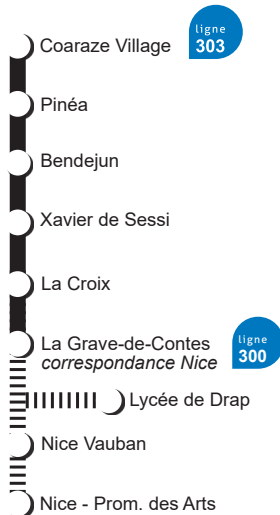 Coaraze Village
ligne
303
Pinéa
Bendejun
Xavier de Sessi
La Croix
La Grave-de-Contes
correspondance Nice
ligne
300
Lycée de Drap
Nice Vauban
Nice - Prom. des Arts